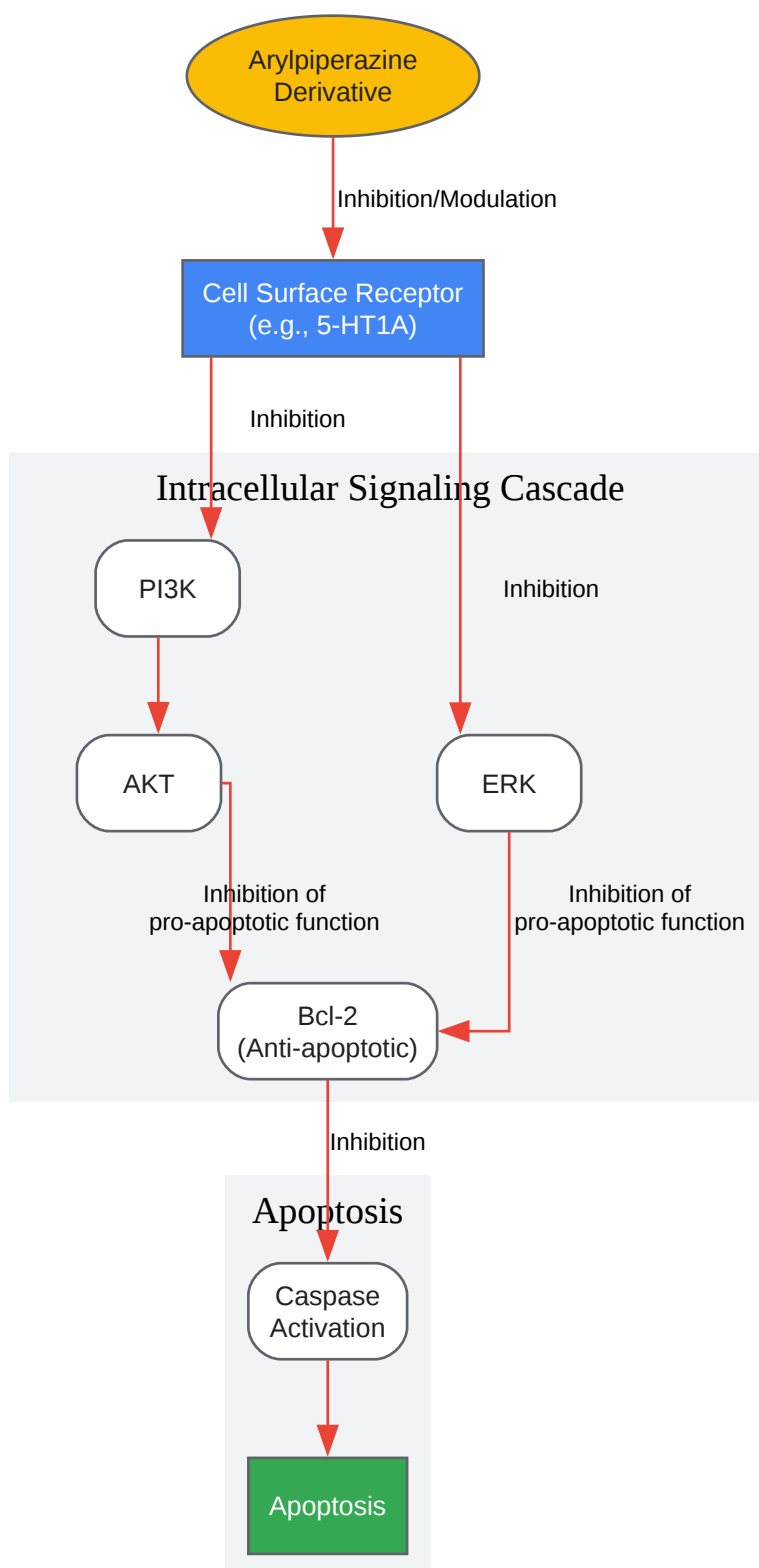 Arylpiperazine
Derivative
Inhibition/Modulation
Cell Surface Receptor
(e.g., 5-HT1A)
Inhibition
Intracellular Signaling Cascade
PI3K
Inhibition
AKT
ERK
Inhibition of
pro-apoptotic function
Inhibition of
pro-apoptotic function
Bcl-2
(Anti-apoptotic)
Inhibition
Apoptosis
Caspase
Activation
Apoptosis